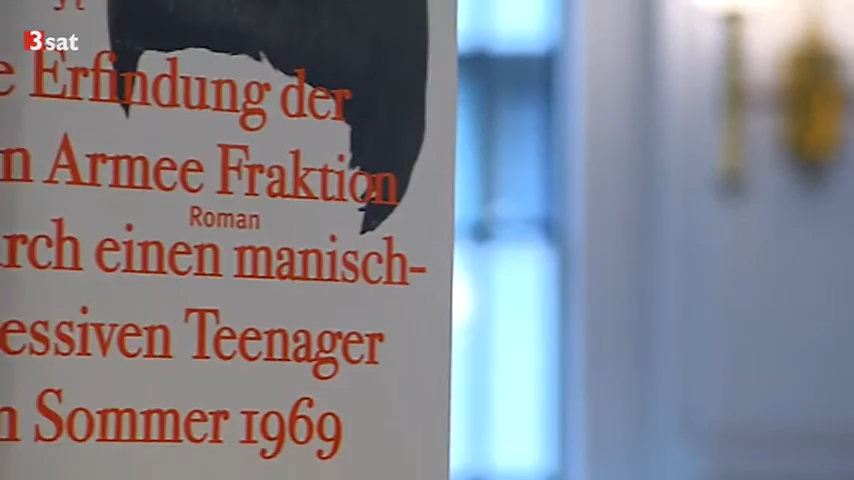 3sat
e Erfindung der
n Armee Fraktion
Roman
rch einen manisch-
essiven Teenager
n Sommer 1969